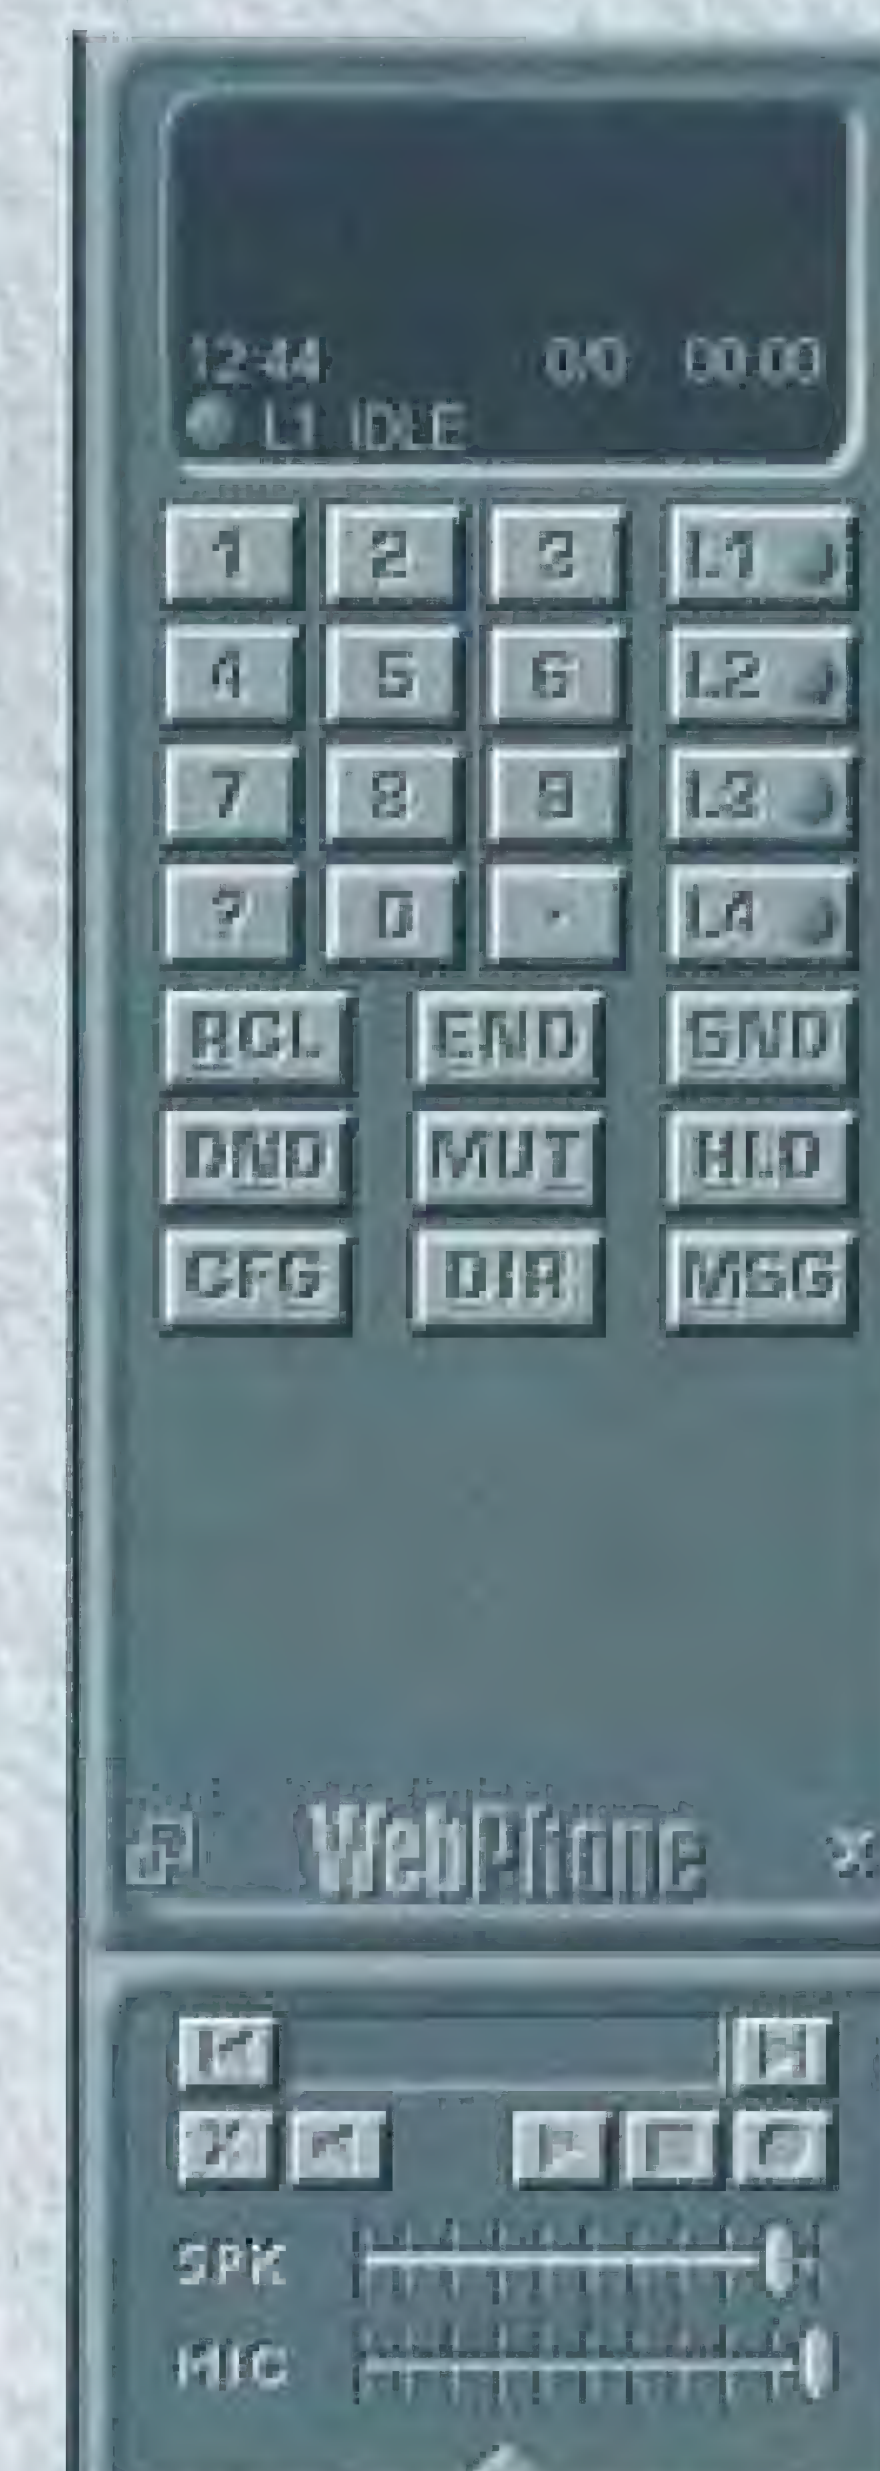 12:44 0/0 00:00
L1 IDLE
1 2 3 L1
4 5 6 L2
7 8 9 L3
? 0 . L4
RCL END GND
DND MUT HLD
CFG DIR MSG
WebPhone
SPK
MIC